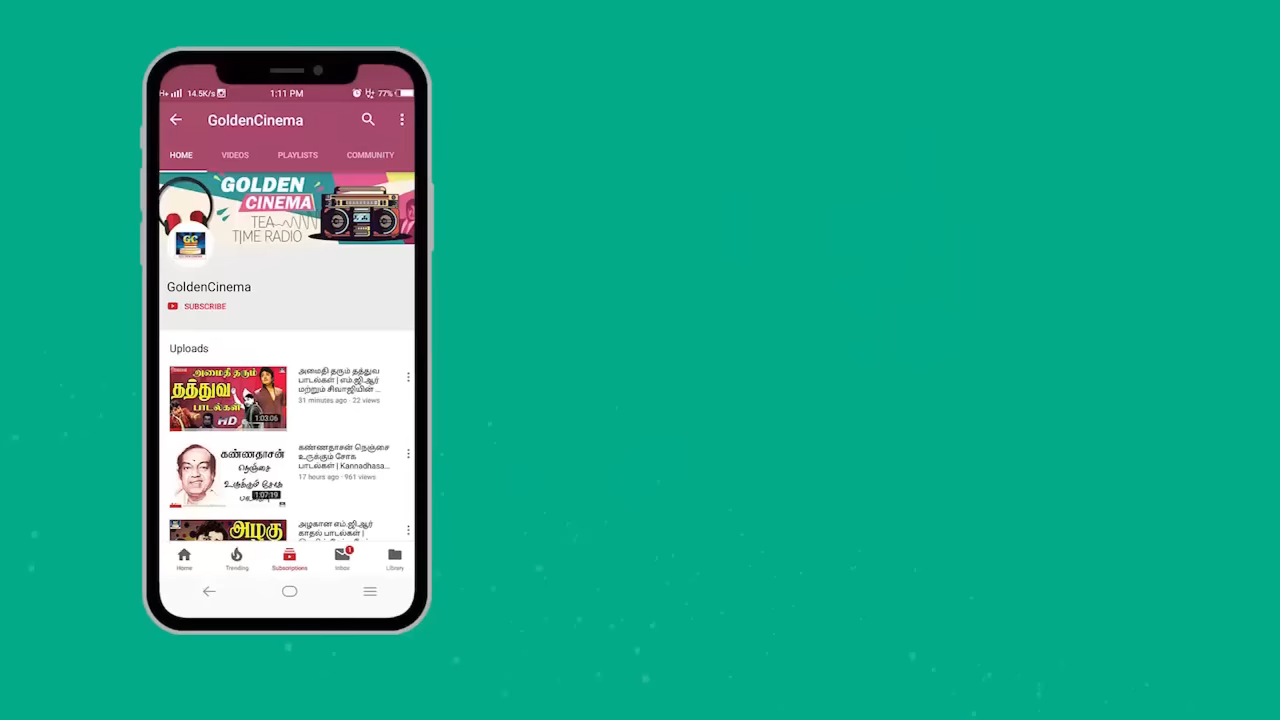 H+ 14.5K/s 1:11 PM 77%
GoldenCinema
HOME VIDEOS PLAYLISTS COMMUNITY
GOLDEN
CINEMA
TEA
TIME RADIO
GC
GoldenCinema
SUBSCRIBE
Uploads
அமைதி தரும்
தத்துவ
பாடல்கள்
HD
1:03:06
அமைதி தரும் தத்துவ
பாடல்கள் | எம்.ஜி.ஆர்
மற்றும் சிவாஜியின் ...
31 minutes ago · 22 views
கண்ணதாசன்
நெஞ்சை
உருக்கும் சோக
1:07:19
கண்ணதாசன் நெஞ்சை
உருக்கும் சோக
பாடல்கள் | Kannadhasa...
17 hours ago · 961 views
அழகு
அழகான எம்.ஜி.ஆர்
காதல் பாடல்கள் |
1
Home Trending Subscriptions Inbox Library